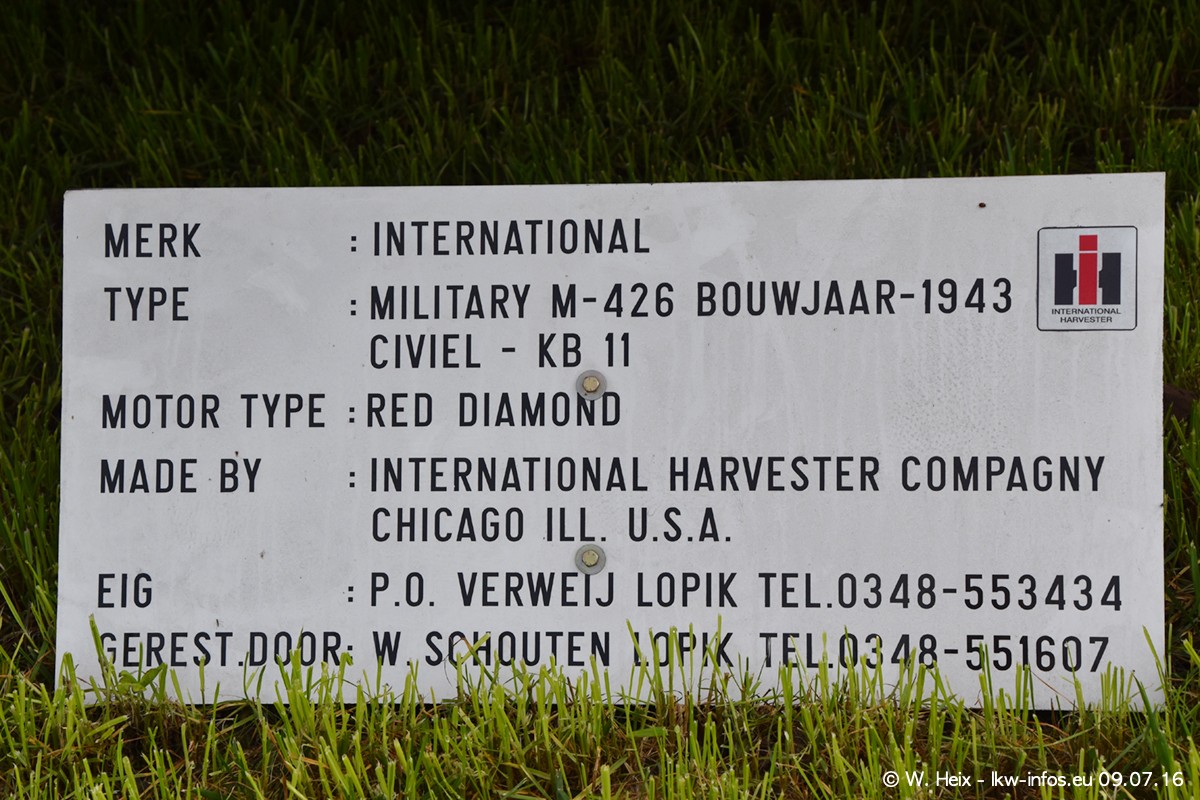 MERK : INTERNATIONAL
TYPE : MILITARY M-426 BOUWJAAR-1943
CIVIEL - KB 11
MOTOR TYPE : RED DIAMOND
MADE BY : INTERNATIONAL HARVESTER COMPAGNY
CHICAGO ILL. U.S.A.
EIG : P.O. VERWEIJ LOPIK TEL.0348-553434
GEREST.DOOR: W. SCHOUTEN LOPIK TEL.0348-551607
IH
INTERNATIONAL
HARVESTER
© W. Heix - lkw-infos.eu 09.07.16